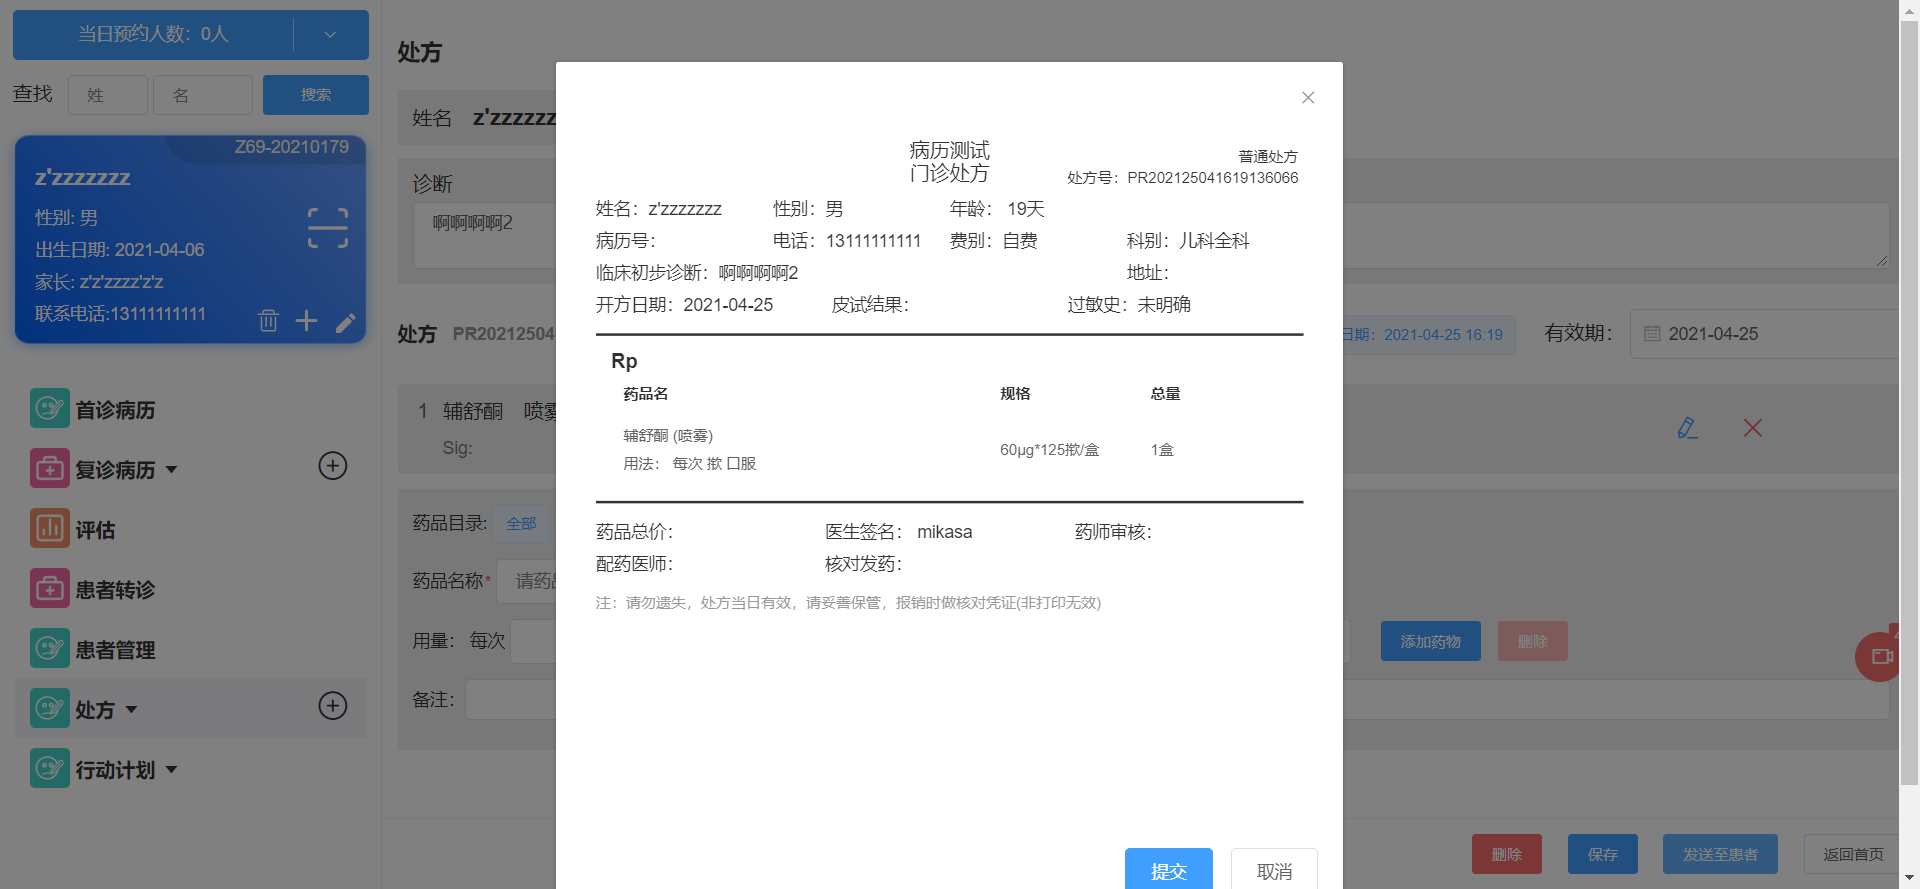 当日预约人数：0人
查找
姓
名
搜索
Z69-20210179
z'zzzzzzz
性别: 男
出生日期: 2021-04-06
家长: z'z'zzzz'z'z
联系电话:13111111111
首诊病历
复诊病历
评估
患者转诊
患者管理
处方
行动计划
处方
姓名 z'zzzzzz
诊断
啊啊啊啊2
处方 PR20212504
日期：2021-04-25 16:19
有效期：
2021-04-25
1 辅舒酮
Sig:
药品目录: 全部
药品名称*
用量： 每次
添加药物
删除
备注：
删除
保存
发送至患者
返回首页
病历测试
门诊处方
普通处方
处方号：PR202125041619136066
姓名：z'zzzzzzz 性别：男 年龄： 19天
病历号： 电话：13111111111 费别：自费 科别：儿科全科
临床初步诊断：啊啊啊啊2 地址：
开方日期：2021-04-25 皮试结果： 过敏史：未明确
Rp
药品名 规格 总量
辅舒酮 (喷雾)
用法： 每次 揿 口服
60μg*125揿/盒 1盒
药品总价： 医生签名： mikasa 药师审核：
配药医师： 核对发药：
注：请勿遗失，处方当日有效，请妥善保管，报销时做核对凭证(非打印无效)
提交
取消